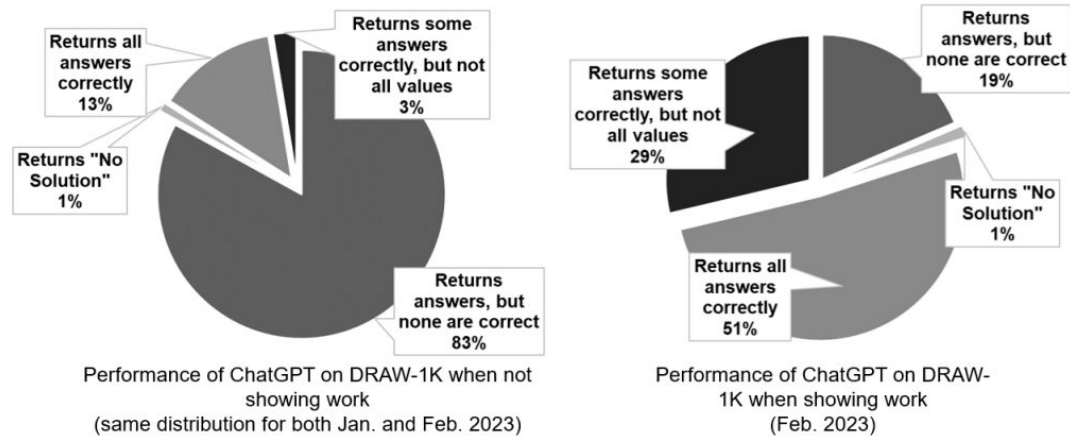 Returns all
answers
correctly
13%
Returns some
answers
correctly, but not
all values
3%
Returns "No
Solution"
1%
Returns
answers, but
none are correct
83%
Performance of ChatGPT on DRAW-1K when not
showing work
(same distribution for both Jan. and Feb. 2023)
Returns some
answers
correctly, but not
all values
29%
Returns
answers, but
none are correct
19%
Returns "No
Solution"
1%
Returns all
answers
correctly
51%
Performance of ChatGPT on DRAW-
1K when showing work
(Feb. 2023)